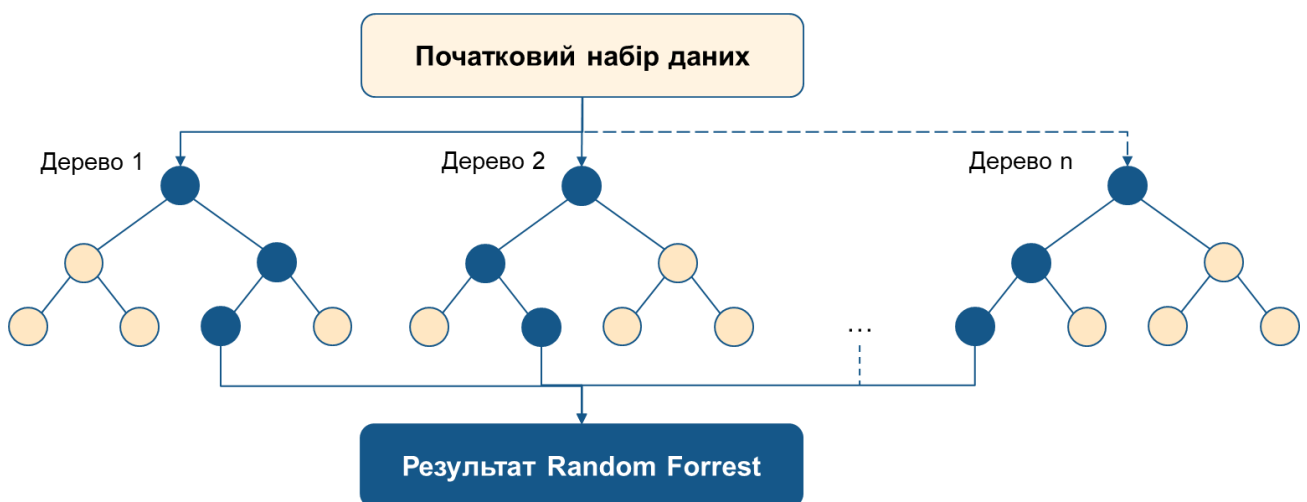 Початковий набір даних
Дерево 1
Дерево 2
Дерево n
...
Результат Random Forrest